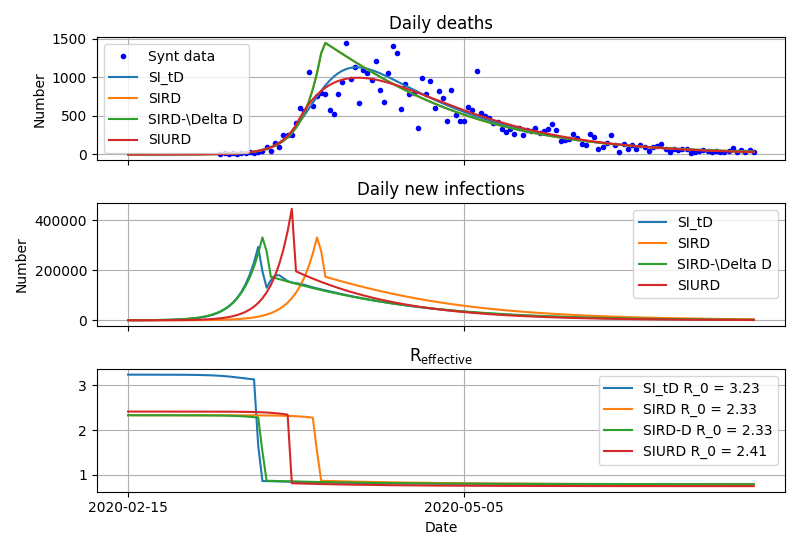 Daily deaths
1500
1000
500
0
Number
Synt data
SI_tD
SIRD
SIRD-\Delta D
SIURD
Daily new infections
400000
200000
0
Number
SI_tD
SIRD
SIRD-\Delta D
SIURD
Reffective
3
2
1
SI_tD R_0 = 3.23
SIRD R_0 = 2.33
SIRD-D R_0 = 2.33
SIURD R_0 = 2.41
2020-02-15
2020-05-05
Date